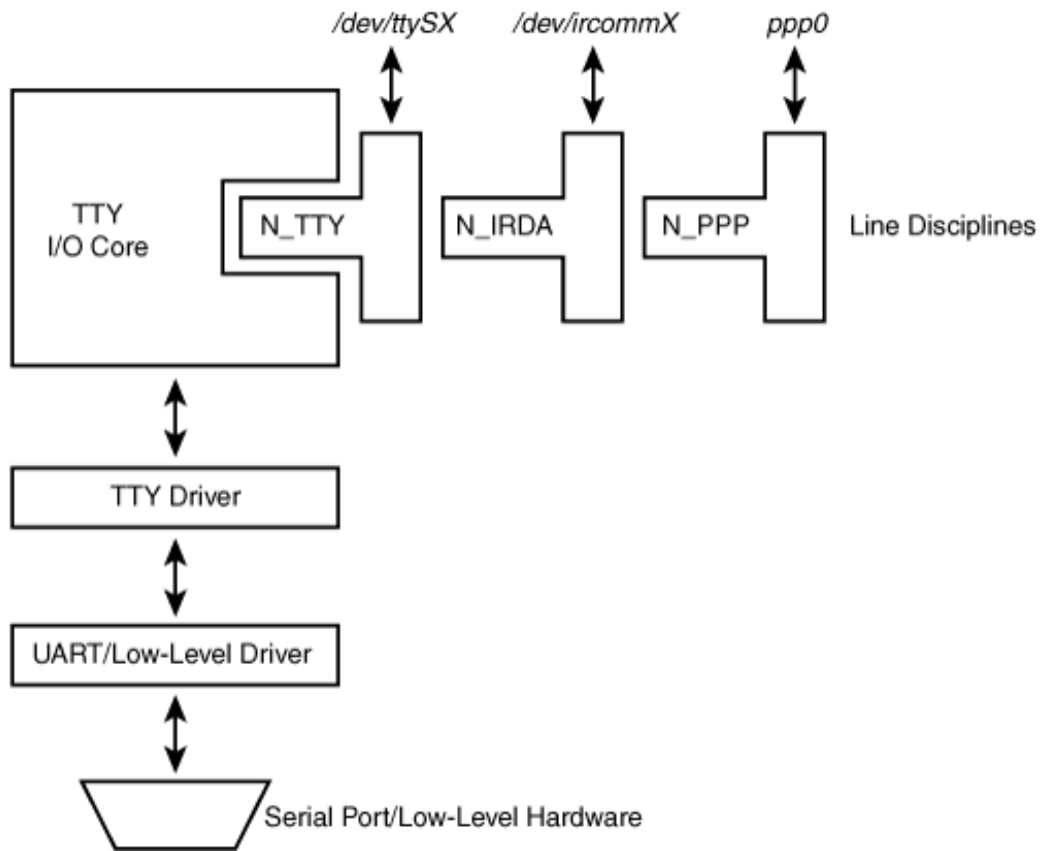 /dev/ttySX
/dev/ircommX
ppp0
TTY
I/O Core
N_TTY
N_IRDA
N_PPP
Line Disciplines
TTY Driver
UART/Low-Level Driver
Serial Port/Low-Level Hardware